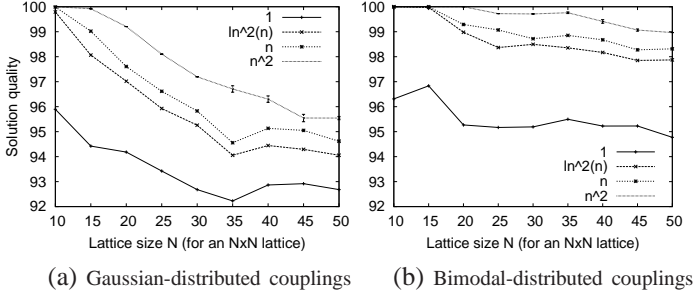 100
99
98
97
96
95
94
93
92
Solution quality
1
ln^2(n)
n
n^2
10 15 20 25 30 35 40 45 50
Lattice size N (for an NxN lattice)
(a) Gaussian-distributed couplings
100
99
98
97
96
95
94
93
92
1
ln^2(n)
n
n^2
10 15 20 25 30 35 40 45 50
Lattice size N (for an NxN lattice)
(b) Bimodal-distributed couplings